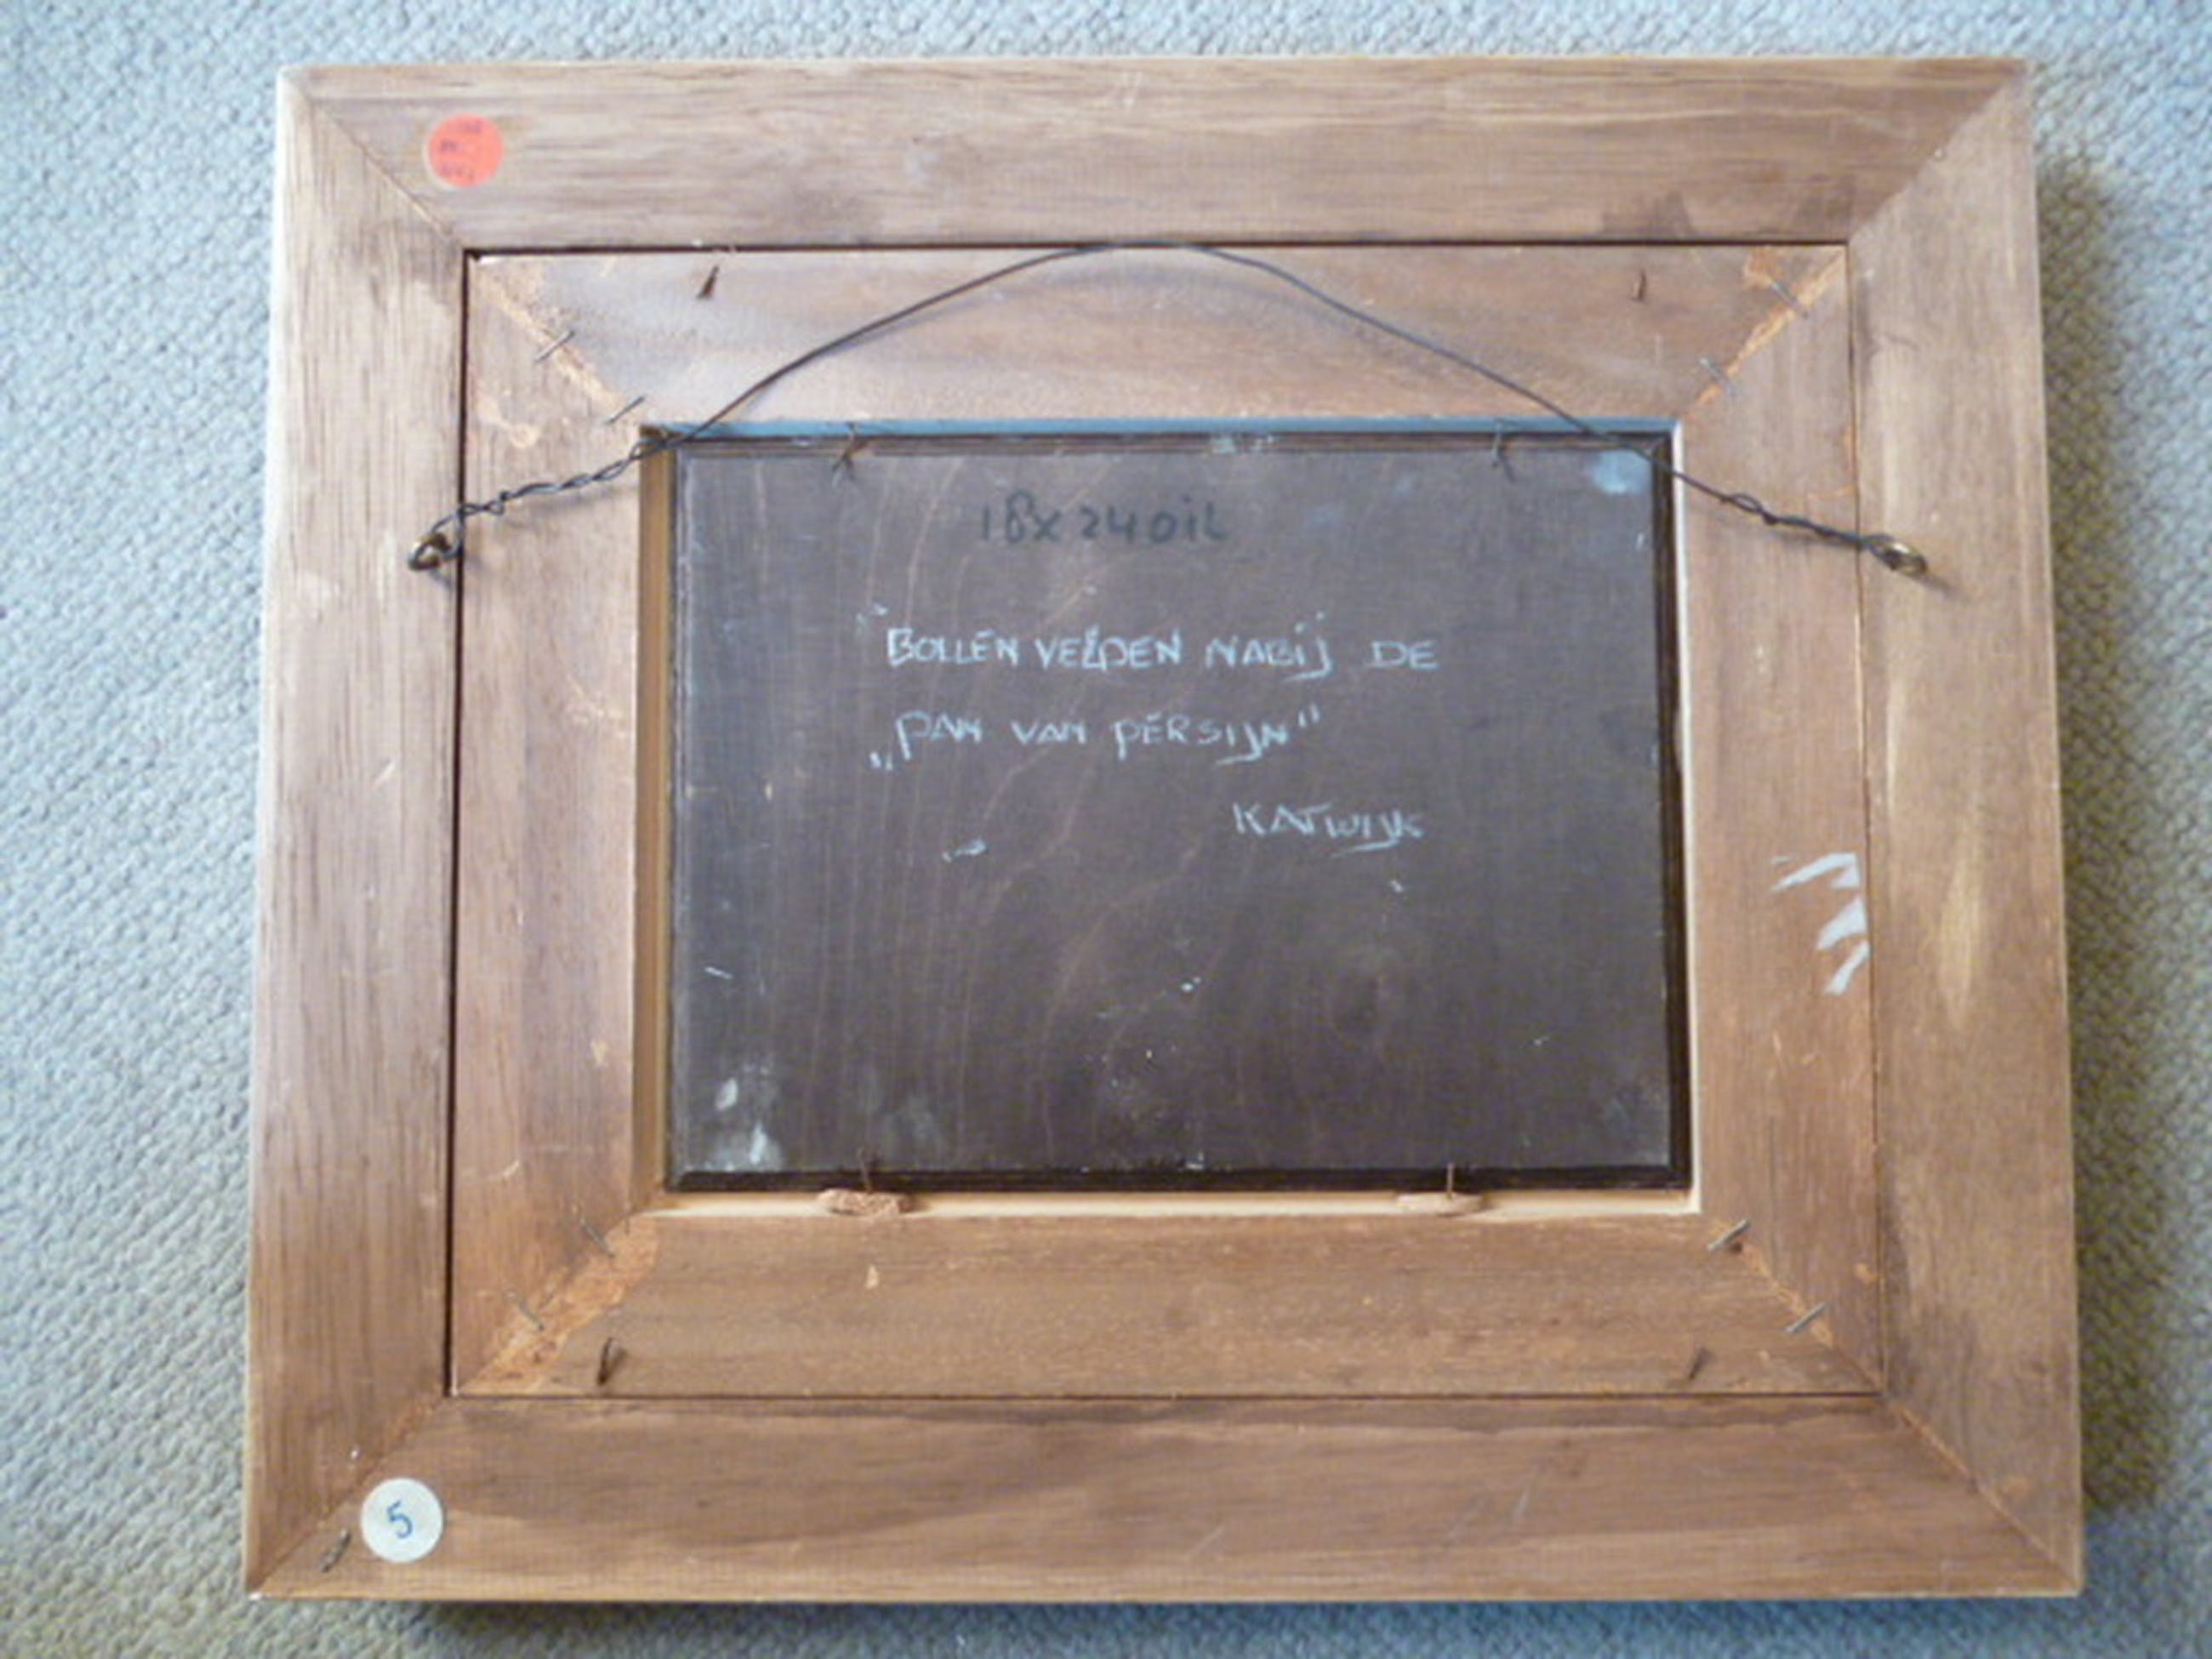 18x24 OIL
"BOLLEN VELDEN NABIJ DE
„PAN VAN PERSIJN"
KATWIJK
5